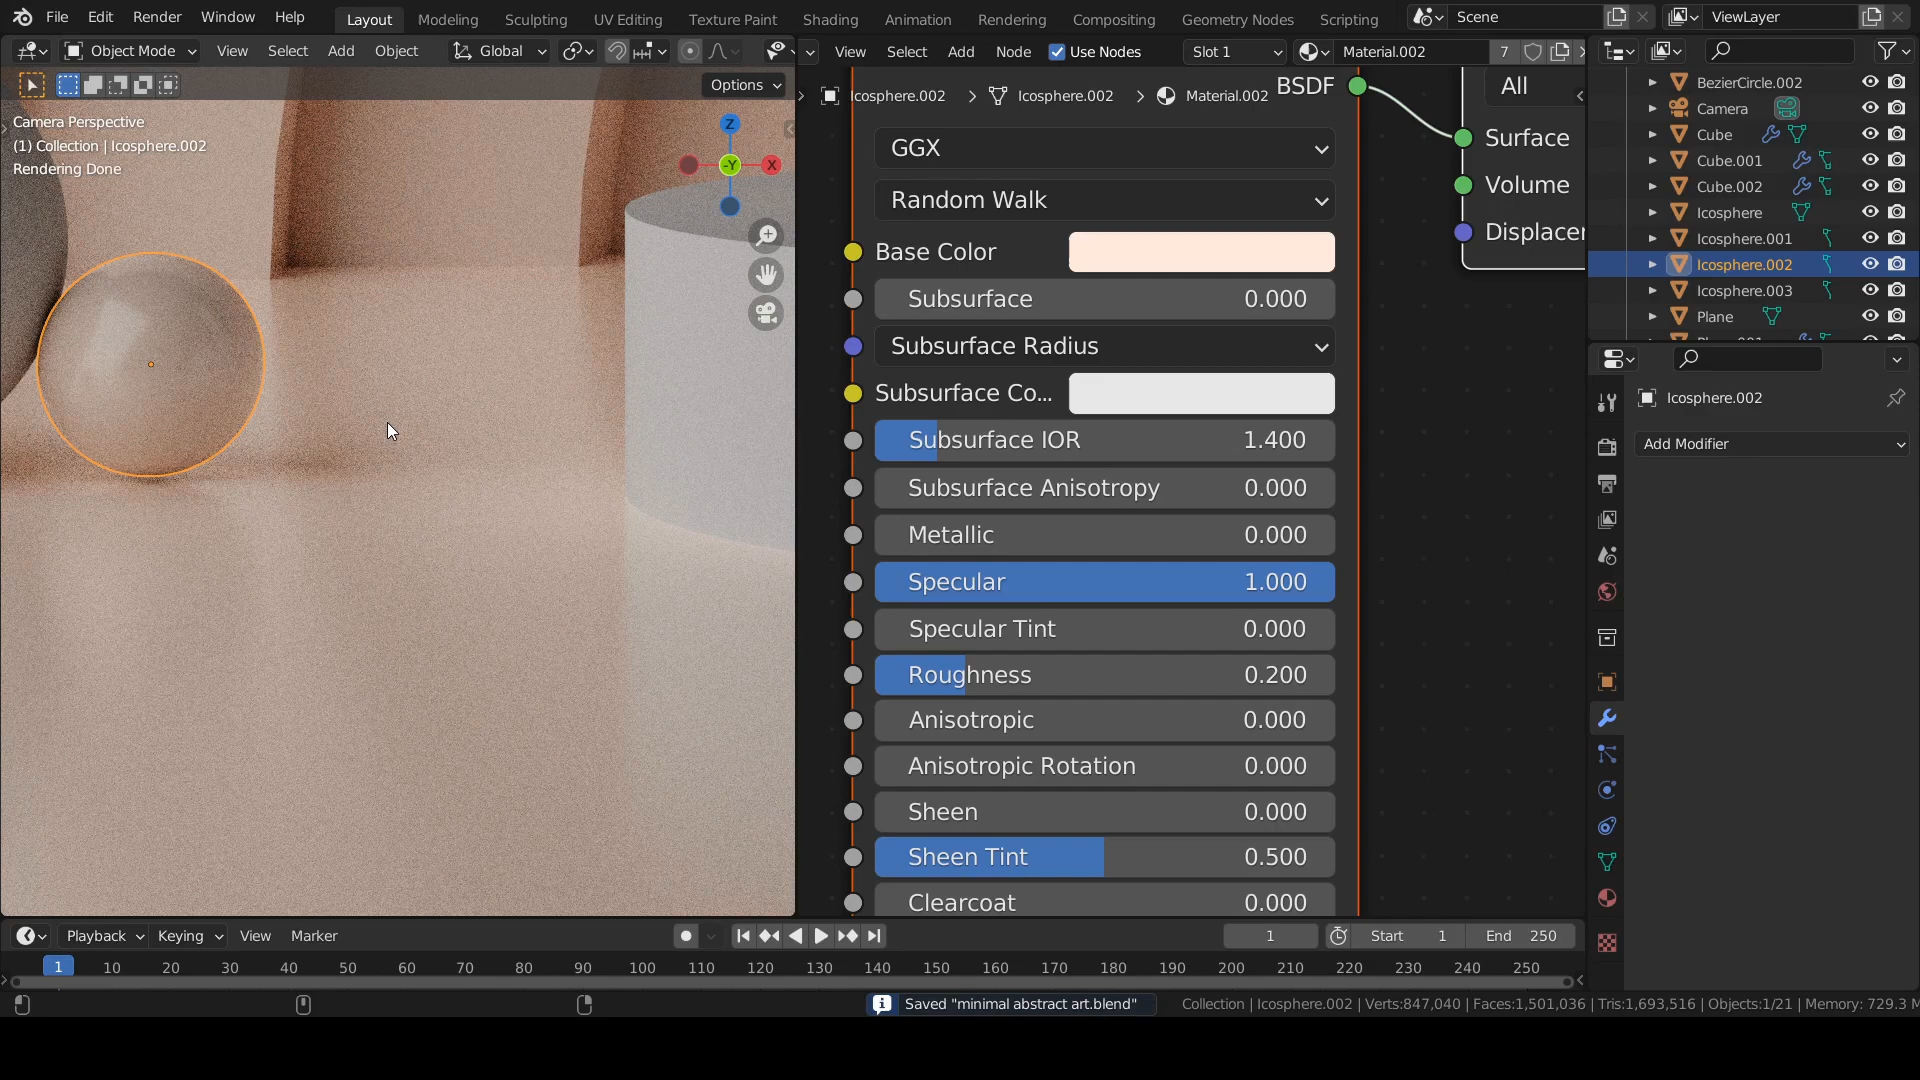 File Edit Render Window Help Layout Modeling Sculpting UV Editing Texture Paint Shading Animation Rendering Compositing Geometry Nodes Scripting Scene ViewLayer
Object Mode View Select Add Object Global View Select Add Node Use Nodes Slot 1 Material.002 7
Options
Icosphere.002 Icosphere.002 Material.002
Camera Perspective
(1) Collection | Icosphere.002
Rendering Done
Z
X
-Y
BSDF
GGX
Random Walk
Base Color
Subsurface 0.000
Subsurface Radius
Subsurface Co...
Subsurface IOR 1.400
Subsurface Anisotropy 0.000
Metallic 0.000
Specular 1.000
Specular Tint 0.000
Roughness 0.200
Anisotropic 0.000
Anisotropic Rotation 0.000
Sheen 0.000
Sheen Tint 0.500
Clearcoat 0.000
All
Surface
Volume
Displacer
BezierCircle.002
Camera
Cube
Cube.001
Cube.002
Icosphere
Icosphere.001
Icosphere.002
Icosphere.003
Plane
Icosphere.002
Add Modifier
Playback Keying View Marker 1 Start 1 End 250
1 10 20 30 40 50 60 70 80 90 100 110 120 130 140 150 160 170 180 190 200 210 220 230 240 250
Saved "minimal abstract art.blend" Collection | Icosphere.002 | Verts:847,040 | Faces:1,501,036 | Tris:1,693,516 | Objects:1/21 | Memory: 729.3 M